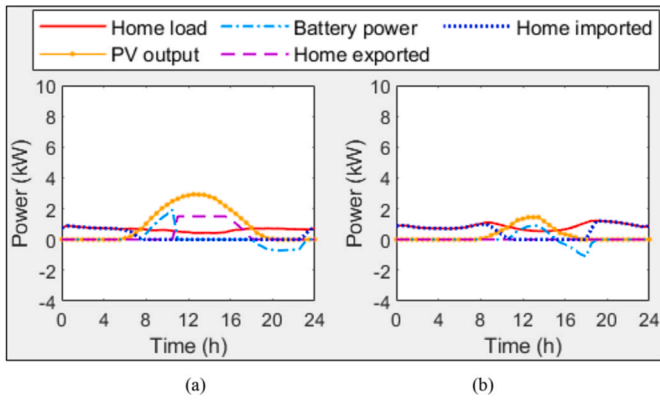 Home load Battery power Home imported
PV output Home exported
10 10
8 8
6 6
4 4
2 2
0 0
-2 -2
-4 -4
Power (kW) Power (kW)
0 4 8 12 16 20 24 0 4 8 12 16 20 24
Time (h) Time (h)
(a) (b)